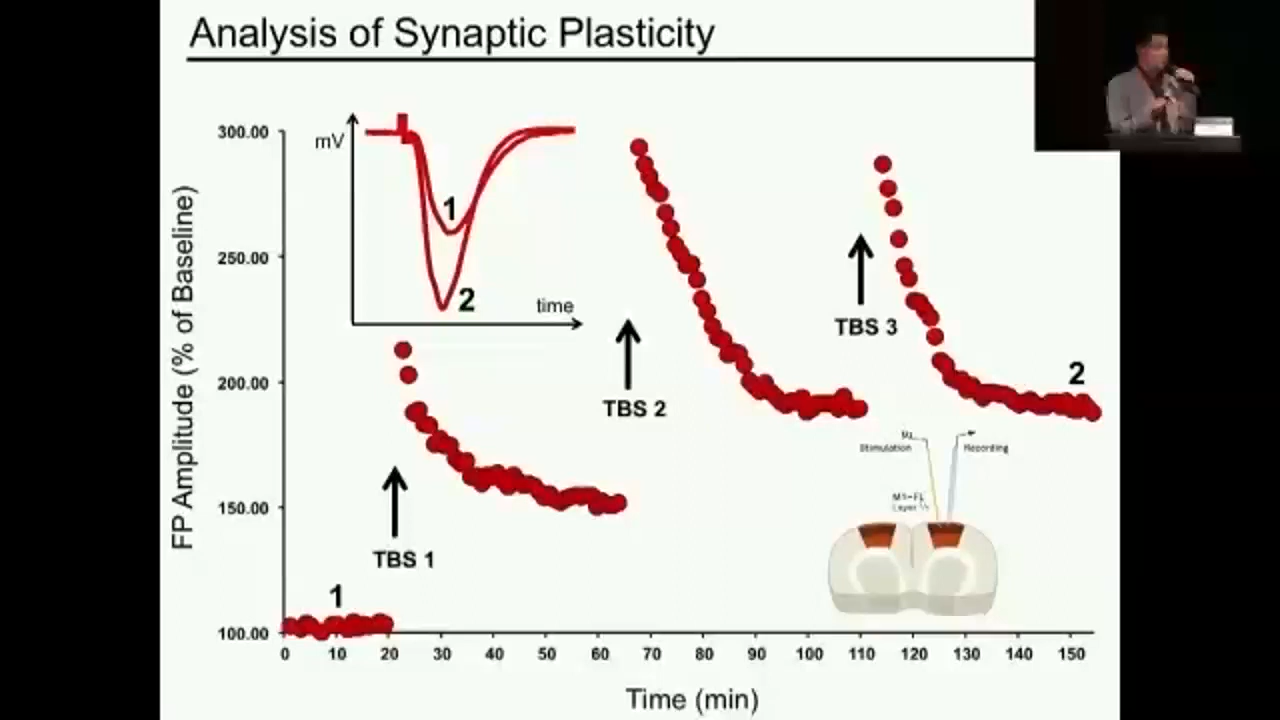 Analysis of Synaptic Plasticity
300.00
250.00
200.00
150.00
100.00
FP Amplitude (% of Baseline)
mV
1
2
time
TBS 1
TBS 2
TBS 3
1
2
Stimulation
Recording
Layer
0 10 20 30 40 50 60 70 80 90 100 110 120 130 140 150
Time (min)